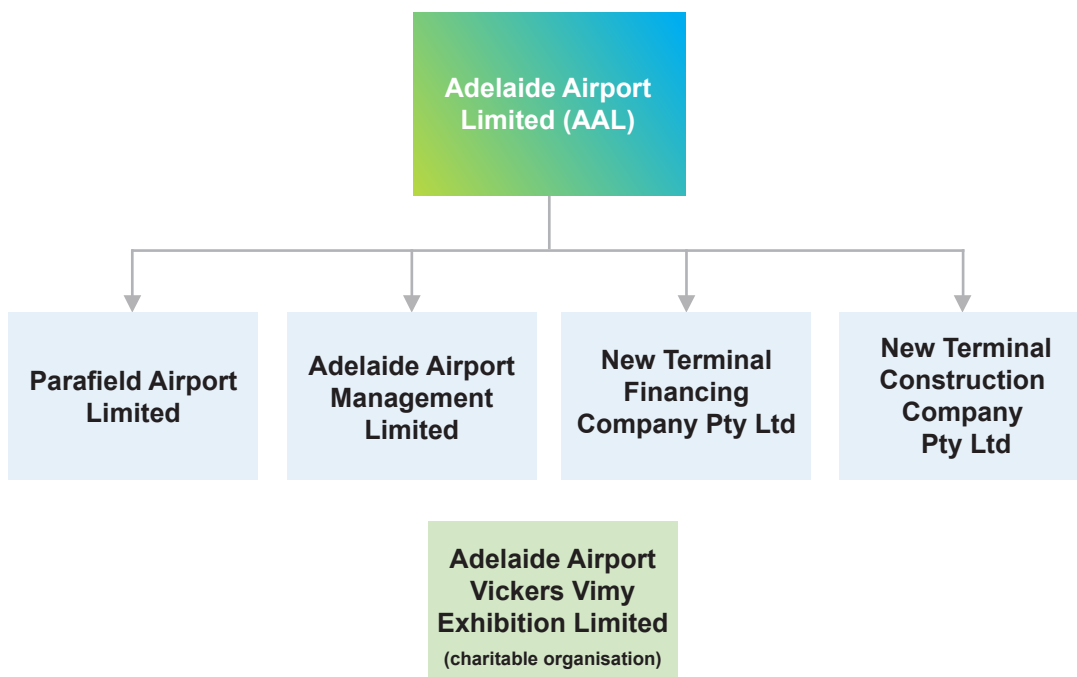 Adelaide Airport
Limited (AAL)
Parafield Airport
Limited
Adelaide Airport
Management
Limited
New Terminal
Financing
Company Pty Ltd
New Terminal
Construction
Company
Pty Ltd
Adelaide Airport
Vickers Vimy
Exhibition Limited
(charitable organisation)